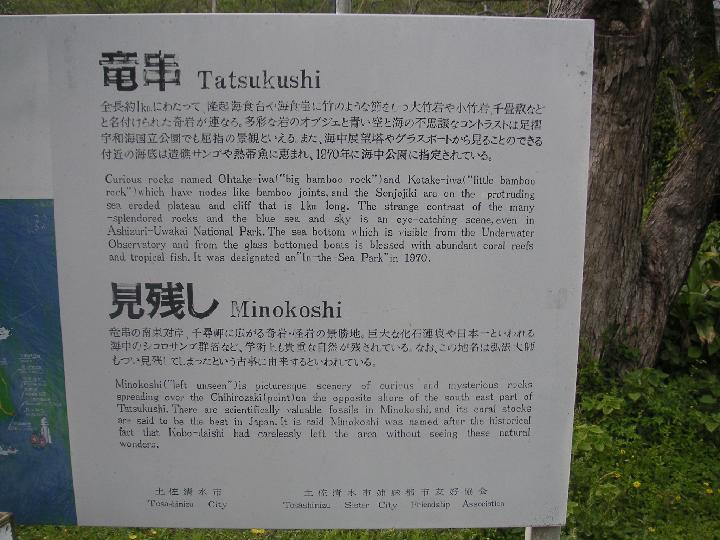 竜串 Tatsukushi
全長約1kmにわたって、隆起海食台や海食崖に竹のような節をもつ大竹岩や小竹岩、千畳敷など
と名付けられた奇岩が連なる。多彩な岩のオブジェと青い空と海の不思議なコントラストは足摺
宇和海国立公園でも屈指の景観といえる。また、海中展望塔やグラスボートから見ることのできる
付近の海底は造礁サンゴや熱帯魚に恵まれ、1970年に海中公園に指定されている。
Curious rocks named Ohtake-iwa("big bamboo rock")and Kotake-iwa("little bamboo
rock")which have nodes like bamboo joints, and the Senjojiki are on the protruding
sea eroded plateau and cliff that is 1km long. The strange contrast of the many
-splendored rocks and the blue sea and sky is an eye-catching scene, even in
Ashizuri-Uwakai National Park. The sea bottom which is visible from the Underwater
Observatory and from the glass bottomed boats is blessed with abundant coral reefs
and tropical fish. It was designated an"In-the-Sea Park"in 1970.
見残し Minokoshi
竜串の南東対岸、千尋岬に広がる奇岩・怪岩の景勝地。巨大な化石漣痕や日本一といわれる
海中のシコロサンゴ群落など、学術上も貴重な自然が残されている。なお、この地名は弘法大師
もつい見残してしまったという古事に由来するといわれている。
Minokoshi("left unseen")is picturesque scenery of curious and mysterious rocks
spreading over the Chihirozaki(point)on the opposite shore of the south east part of
Tatsukushi. There are scientifically valuable fossils in Minokoshi, and its coral stocks
are said to be the best in Japan. It is said Minokoshi was named after the historical
fact that Kobo-daishi had carelessly left the area without seeing these natural
wonders.
土佐清水市 土佐清水市姉妹都市友好協会
Tosashimizu City Tosashimizu Sister City Friendship Association